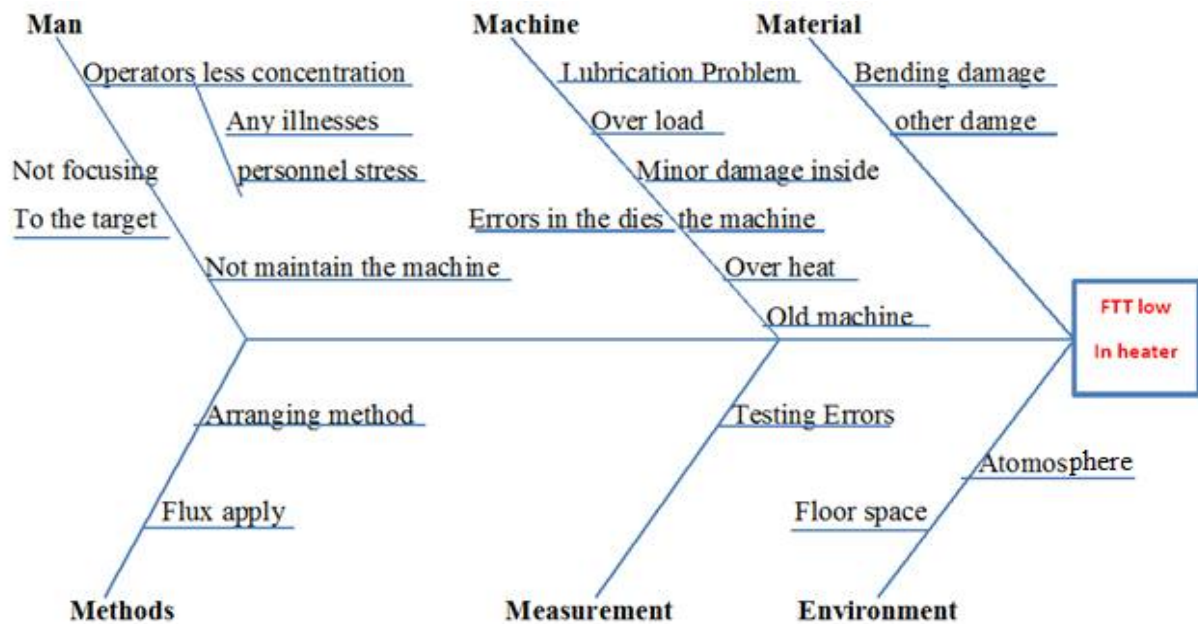 Man
Machine
Material
Operators less concentration
Lubrication Problem
Bending damage
Any illnesses
Over load
other damge
Not focusing
personnel stress
Minor damage inside
To the target
Errors in the dies
the machine
Not maintain the machine
Over heat
Old machine
FTT low
In heater
Arranging method
Testing Errors
Atomosphere
Flux apply
Floor space
Methods
Measurement
Environment